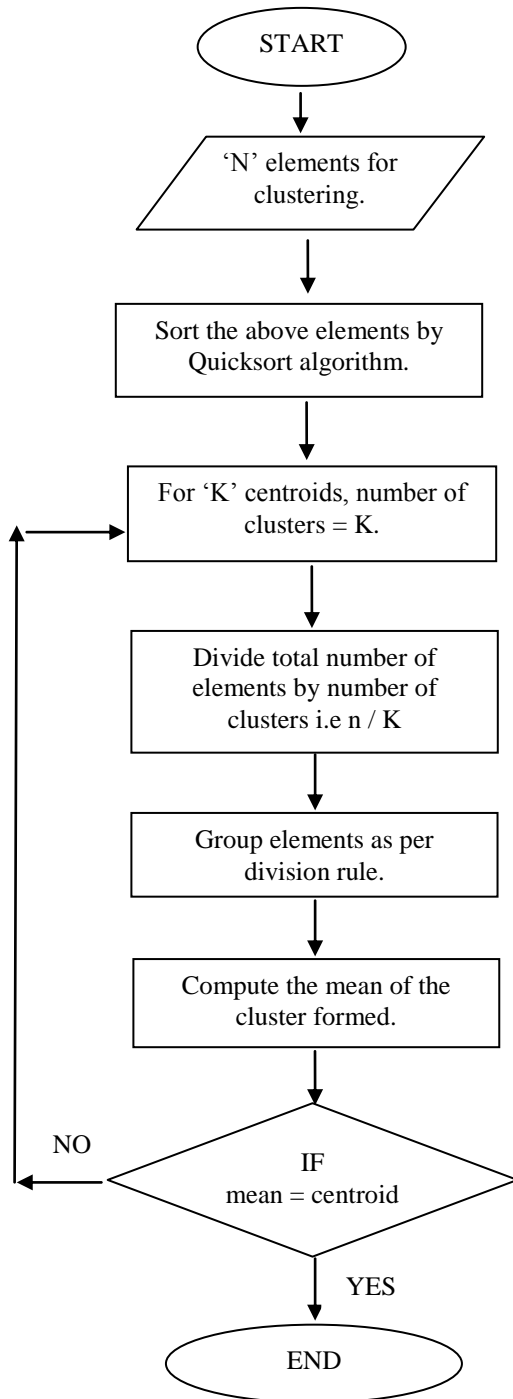 START
‘N’ elements for
clustering.
Sort the above elements by
Quicksort algorithm.
For ‘K’ centroids, number of
clusters = K.
Divide total number of
elements by number of
clusters i.e n / K
Group elements as per
division rule.
Compute the mean of the
cluster formed.
NO
IF
mean = centroid
YES
END